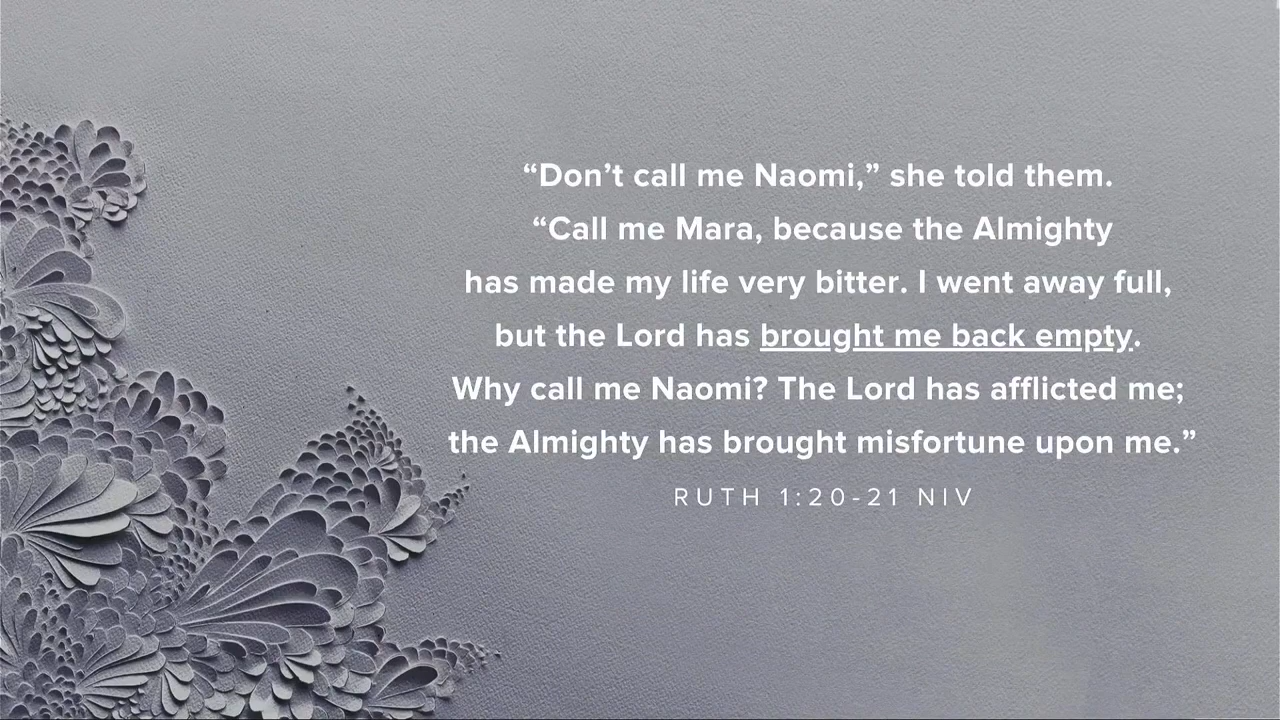 “Don’t call me Naomi,” she told them.
“Call me Mara, because the Almighty
has made my life very bitter. I went away full,
but the Lord has brought me back empty.
Why call me Naomi? The Lord has afflicted me;
the Almighty has brought misfortune upon me.”
RUTH 1:20-21 NIV